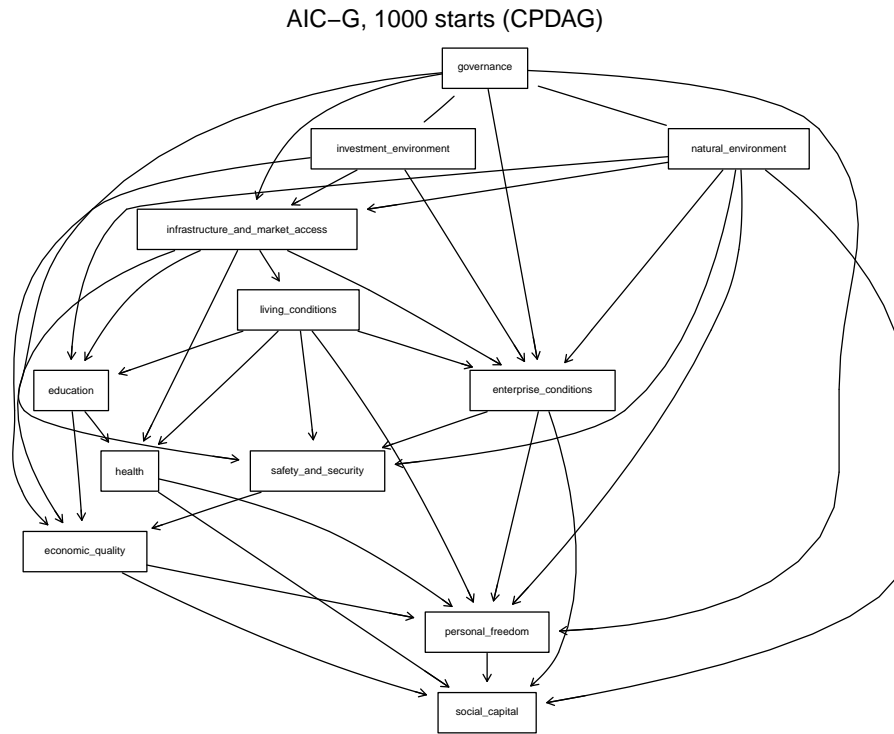 AIC–G, 1000 starts (CPDAG)
governance
investment_environment
natural_environment
infrastructure_and_market_access
living_conditions
education
enterprise_conditions
health
safety_and_security
economic_quality
personal_freedom
social_capital